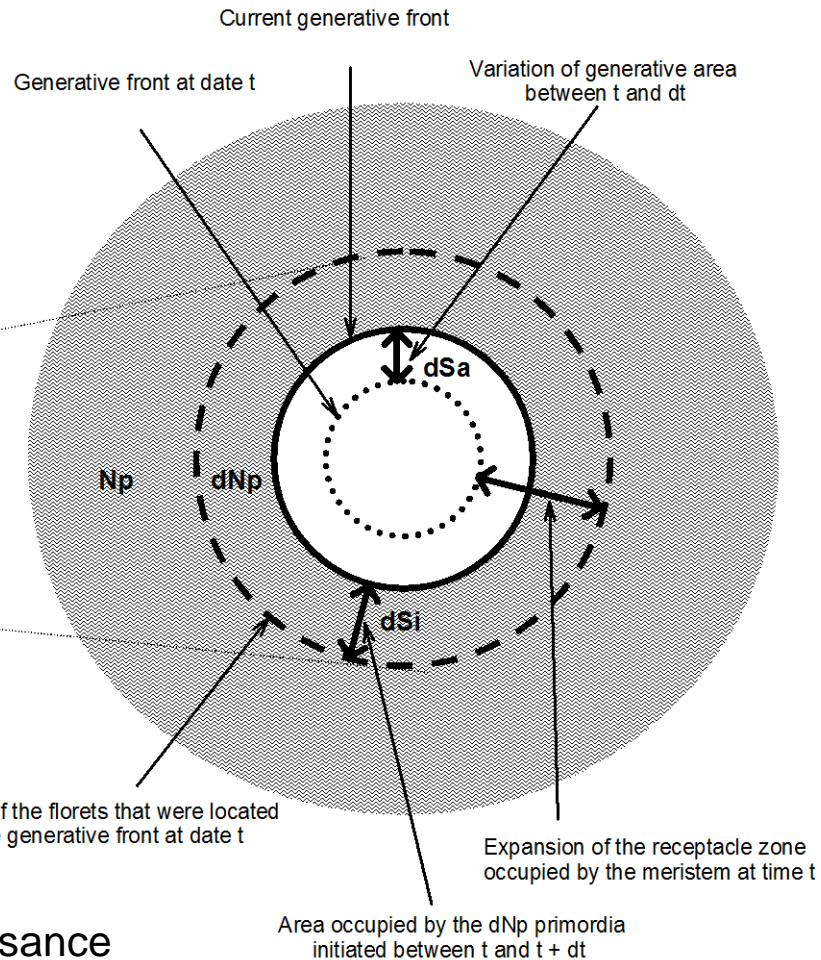 Current generative front
Generative front at date t
Variation of generative area
between t and dt
dSa
Np
dNp
dSi
f the florets that were located
generative front at date t
Expansion of the receptacle zone
occupied by the meristem at time t
Area occupied by the dNp primordia
initiated between t and t + dt
sance